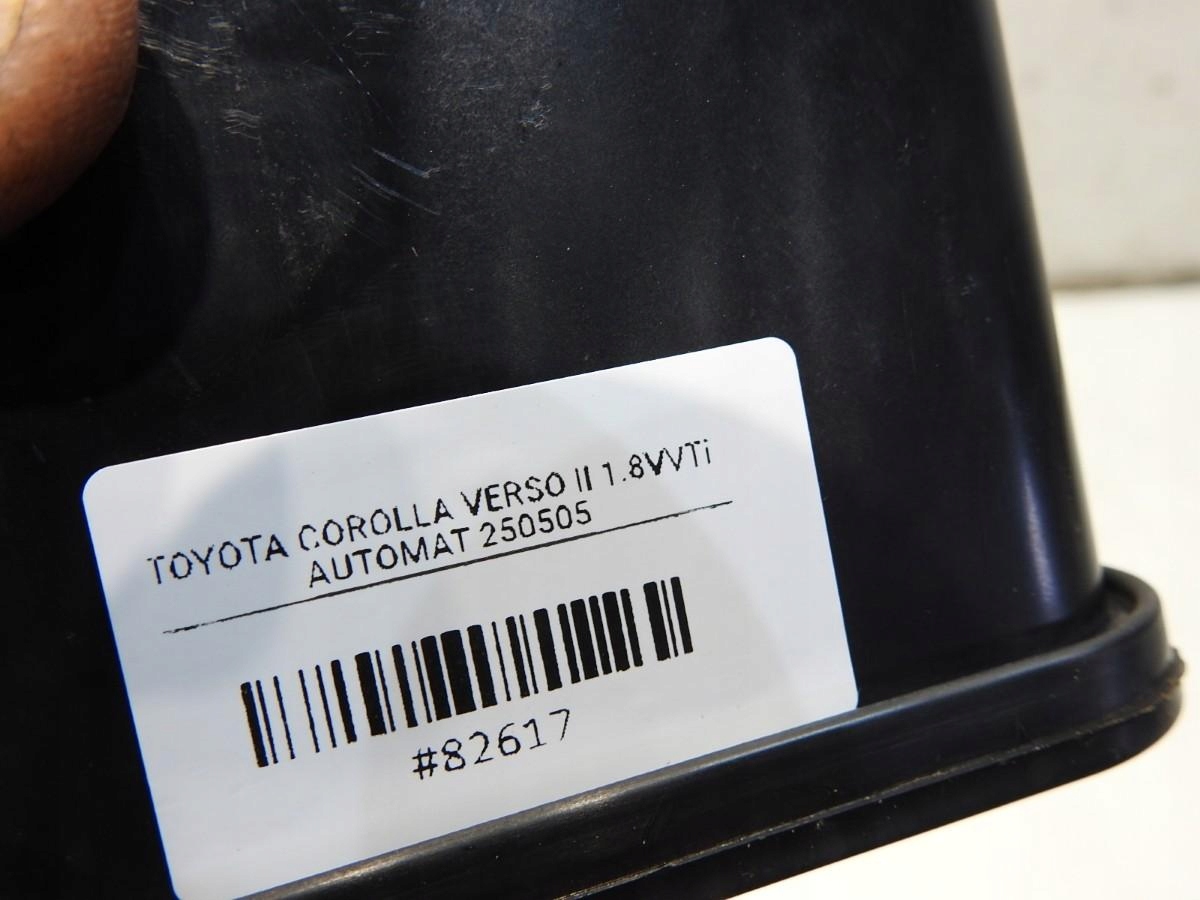 TOYOTA COROLLA VERSO II 1.8VVTi
AUTOMAT 250505
#82617